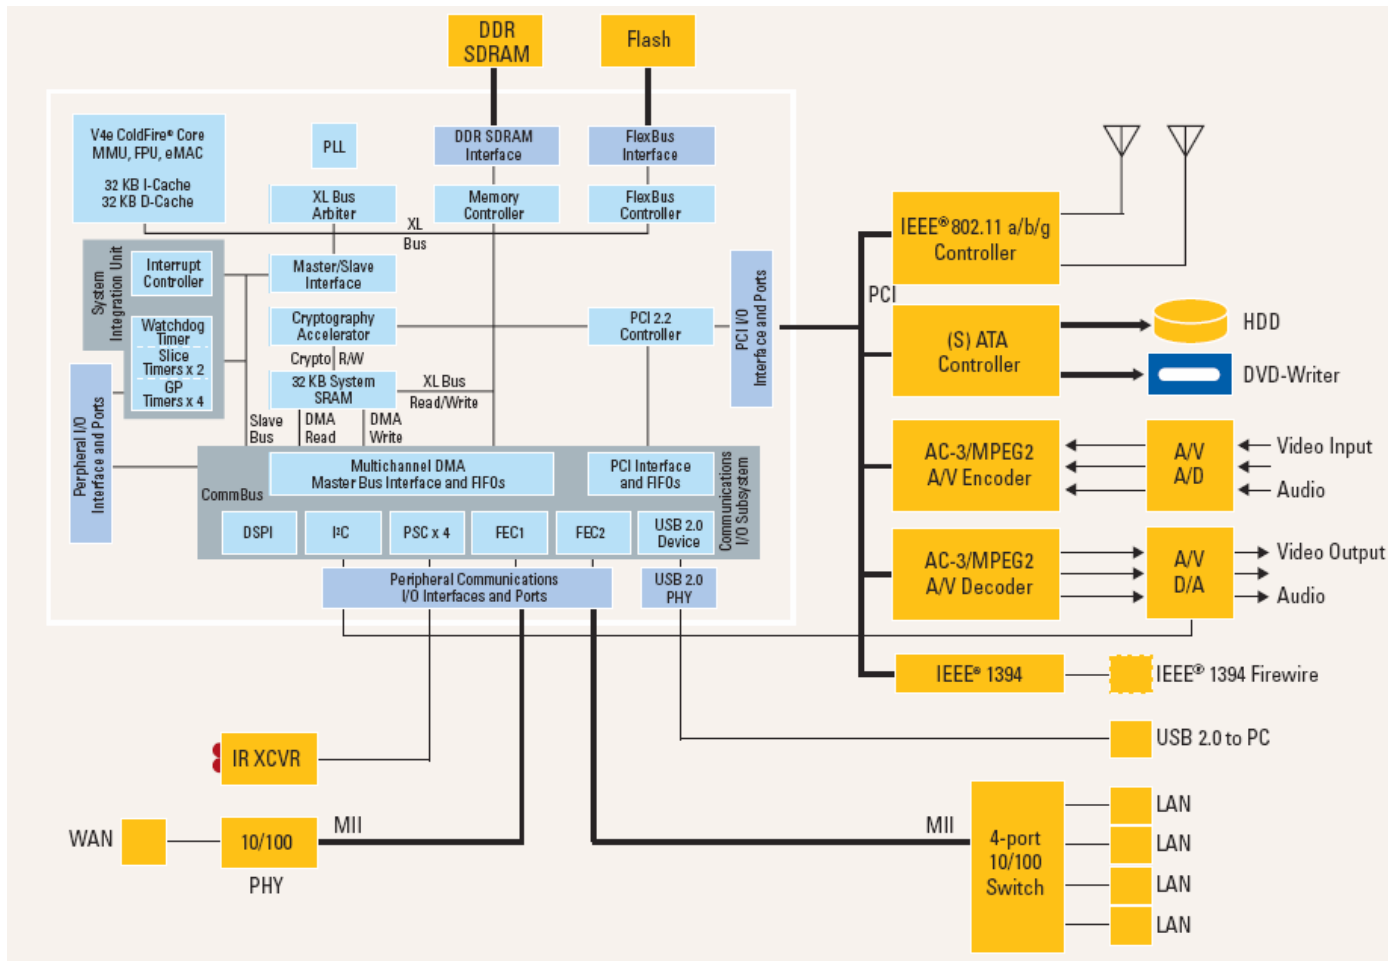 DDR
SDRAM
Flash
V4e ColdFire® Core
MMU, FPU, eMAC
32 KB I-Cache
32 KB D-Cache
PLL
DDR SDRAM
Interface
FlexBus
Interface
XL Bus
Arbiter
Memory
Controller
FlexBus
Controller
XL
Bus
System
Integration Unit
Interrupt
Controller
Master/Slave
Interface
Watchdog
Timer
Slice
Timers x 2
GP
Timers x 4
Cryptography
Accelerator
PCI 2.2
Controller
PCI I/O
Interface and Ports
Crypto R/W
32 KB System
SRAM
XL Bus
Read/Write
Perpheral I/O
Interface and Ports
Slave
Bus
DMA
Read
DMA
Write
Multichannel DMA
Master Bus Interface and FIFOs
PCI Interface
and FIFOs
CommBus
Communications
I/O Subsystem
DSPI
I²C
PSC x 4
FEC1
FEC2
USB 2.0
Device
Peripheral Communications
I/O Interfaces and Ports
USB 2.0
PHY
PCI
IEEE® 802.11 a/b/g
Controller
(S) ATA
Controller
HDD
DVD-Writer
AC-3/MPEG2
A/V Encoder
A/V
A/D
Video Input
Audio
AC-3/MPEG2
A/V Decoder
A/V
D/A
Video Output
Audio
IEEE® 1394
IEEE® 1394 Firewire
USB 2.0 to PC
IR XCVR
WAN
10/100
PHY
MII
MII
4-port
10/100
Switch
LAN
LAN
LAN
LAN